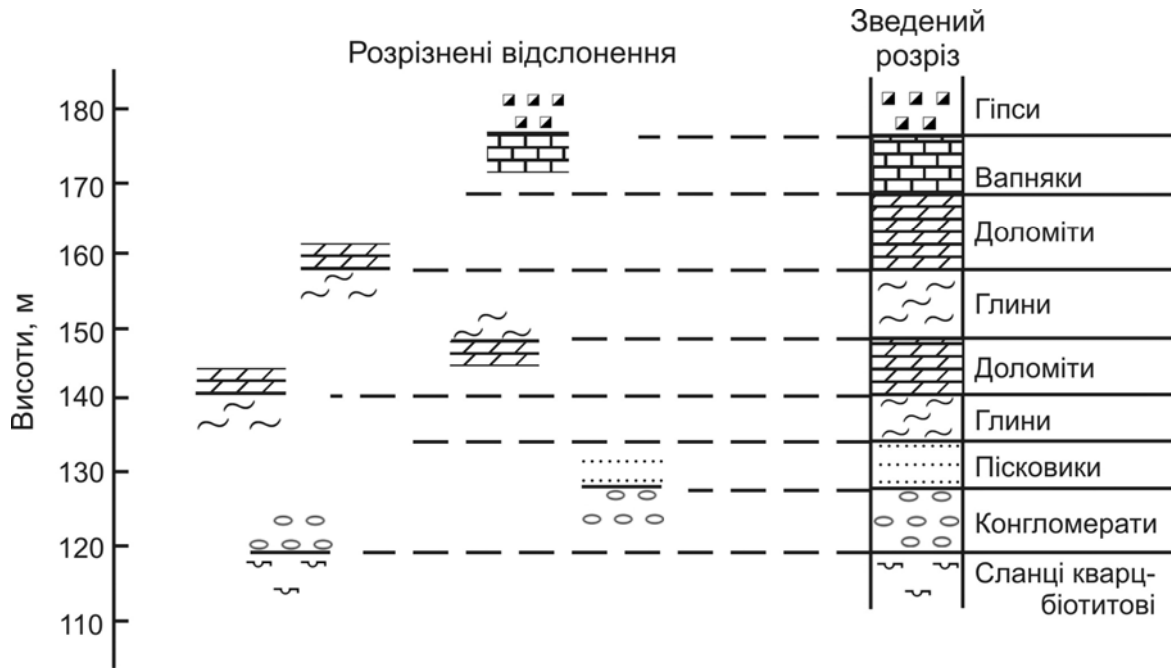 Розрізнені відслонення
Зведений
розріз
Висоти, м
180
170
160
150
140
130
120
110
Гіпси
Вапняки
Доломіти
Глини
Доломіти
Глини
Пісковики
Конгломерати
Сланці кварц-
біотитові